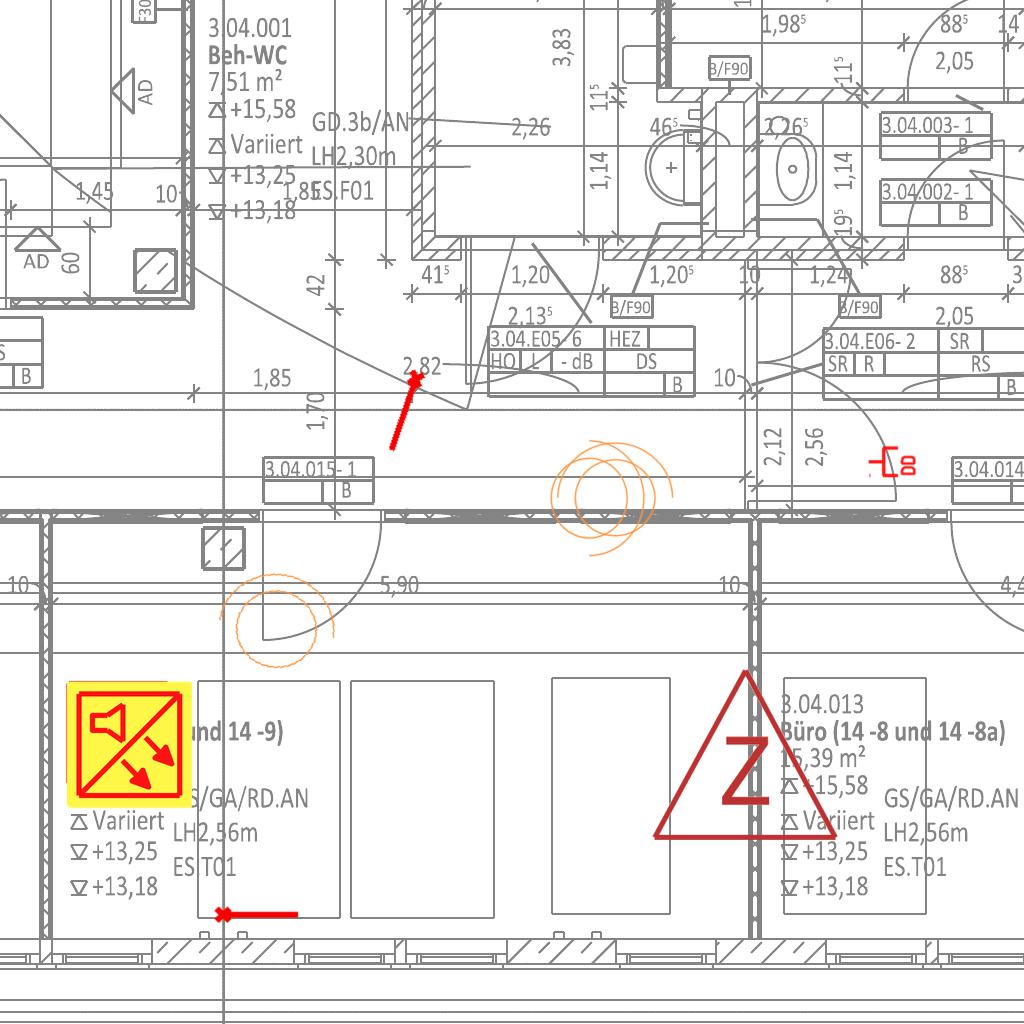 F30
3.04.001
Beh-WC
7,51 m²
+15,58
Variiert
+13,25
+13,18
GD.3b/AN
LH2,30m
ES.F01
AD
AD
1,45
10
1,85
60
42
3,83
2,26
11⁵
1,14
46⁵
B/F90
1,98⁵
88⁵
14
2,05
11⁵
2,26⁵
1,14
19⁵
3.04.003- 1
B
3.04.002- 1
B
41⁵
1,20
1,20⁵
10
1,24
88⁵
2,13⁵
B/F90
B/F90
2,05
3.04.E05- 6
HEZ
HO
L
- dB
DS
B
3.04.E06- 2
SR
SR
R
RS
B
B
1,85
2,82
10
1,70
2,12
2,56
DD
3.04.015- 1
B
3.04.014
10
5,90
10
4,4
und 14 -9)
GS/GA/RD.AN
Variiert
LH2,56m
+13,25
ES.T01
+13,18
Z
3.04.013
Büro (14 -8 und 14 -8a)
15,39 m²
+15,58
GS/GA/RD.AN
Variiert
LH2,56m
+13,25
ES.T01
+13,18